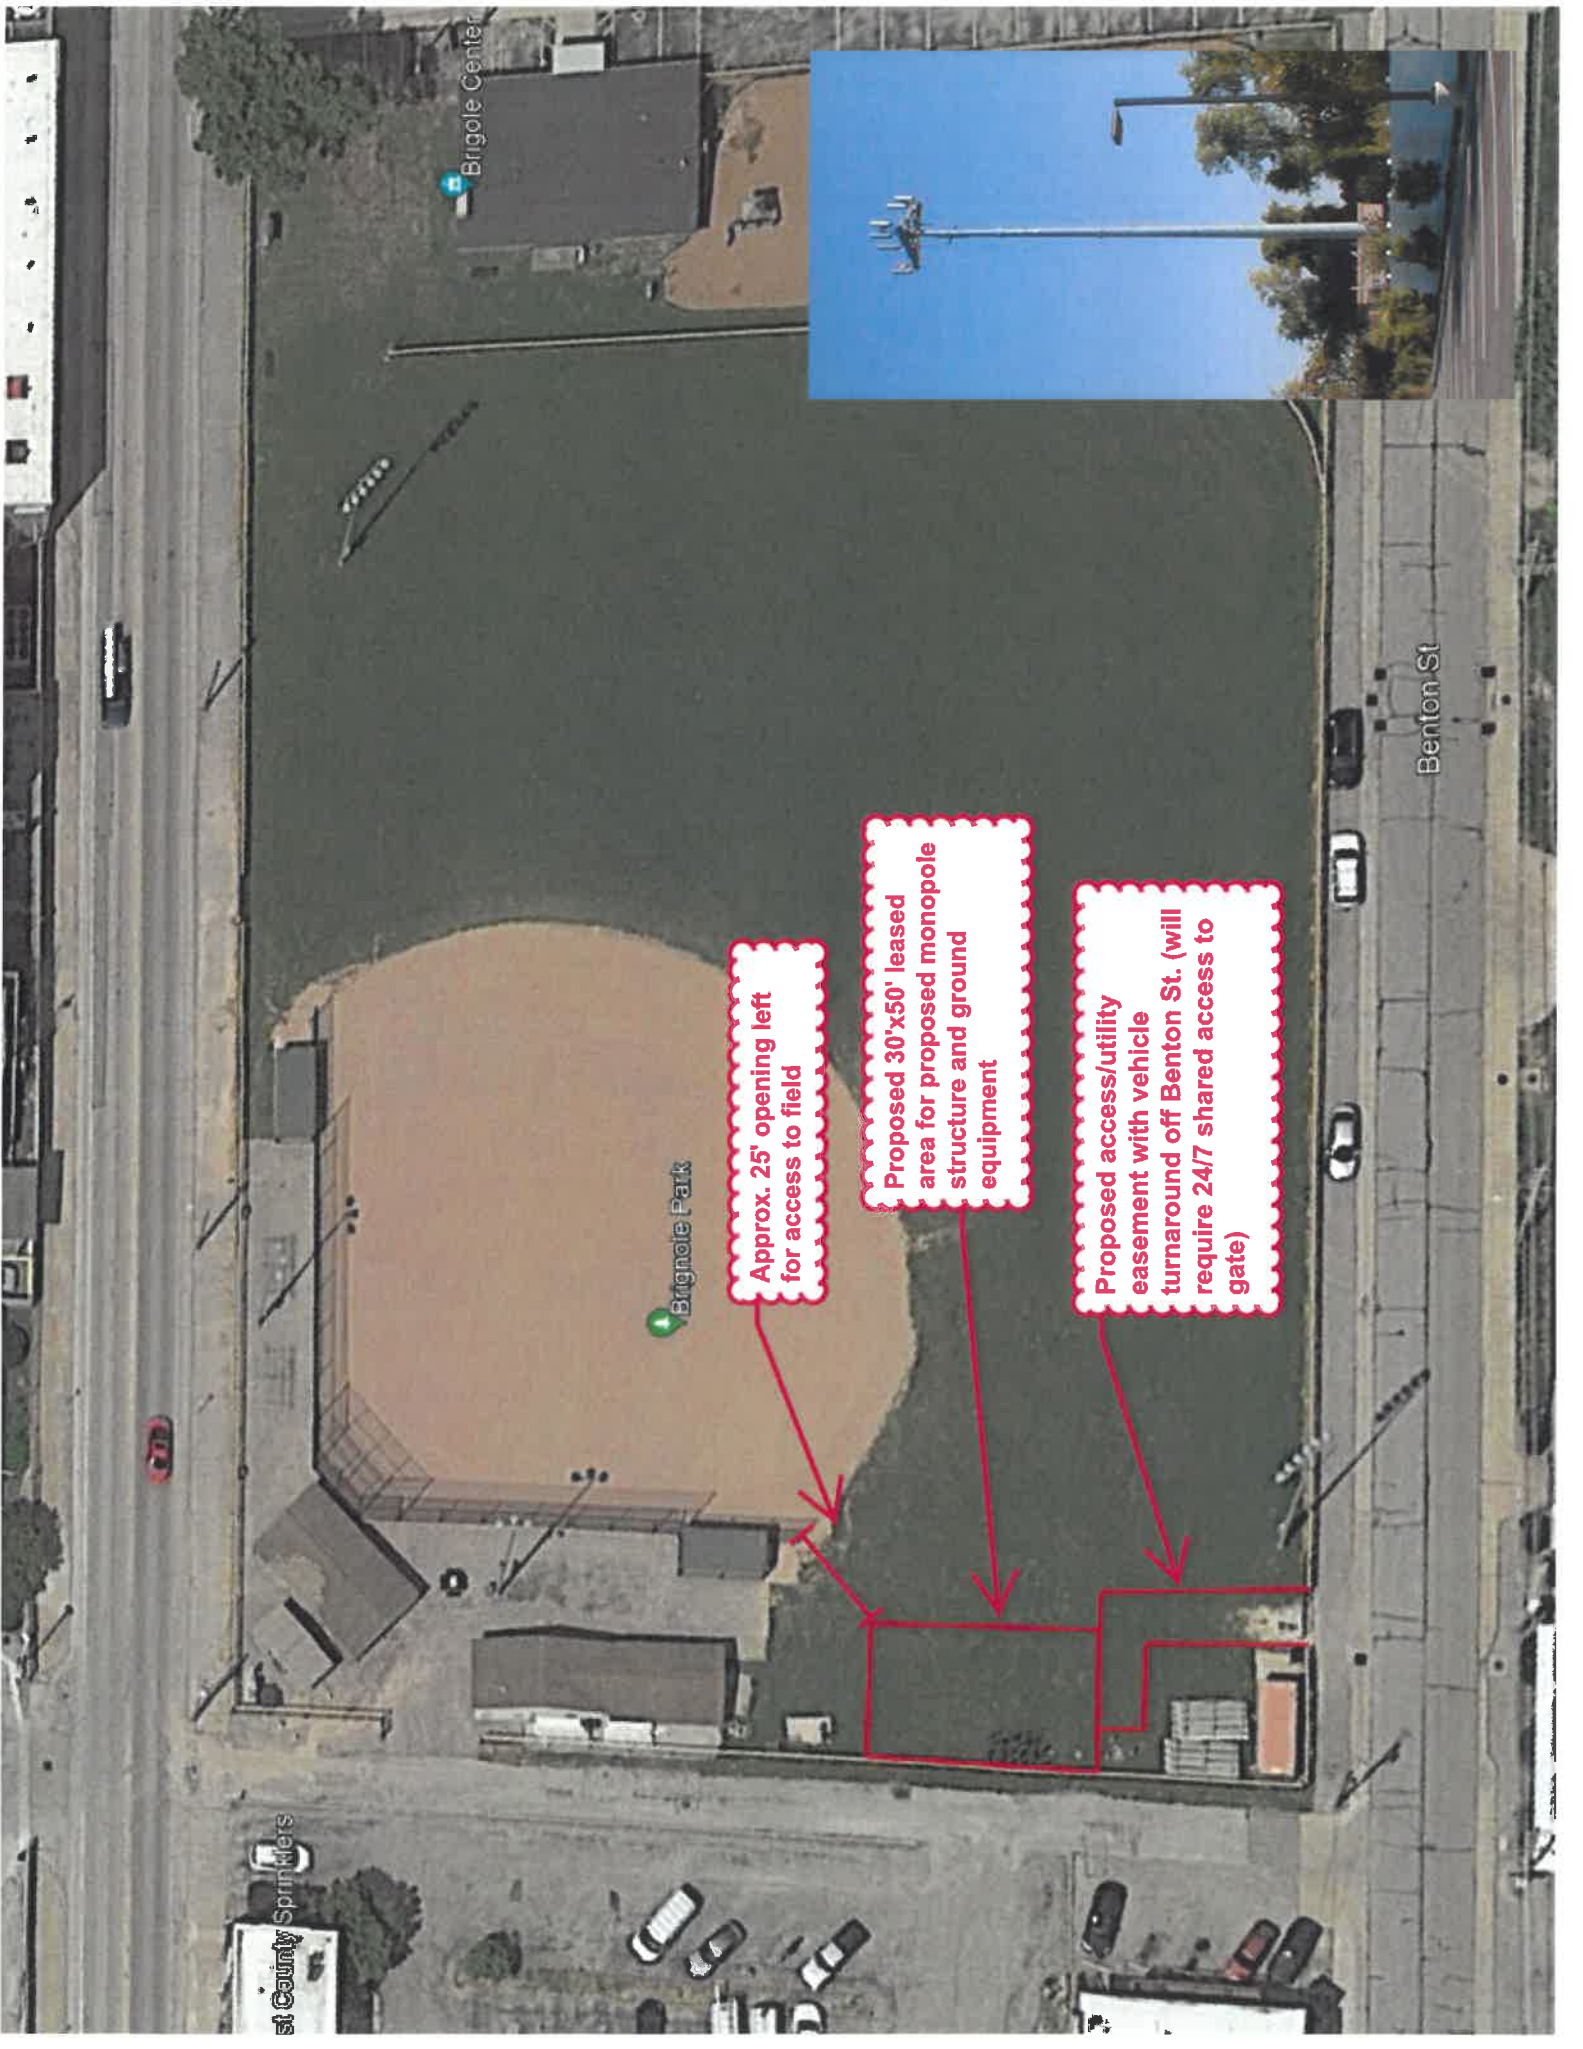 Brigole Center
Brignole Park
Approx. 25' opening left
for access to field
Proposed 30'x50' leased
area for proposed monopole
structure and ground
equipment
Proposed access/utility
easement with vehicle
turnaround off Benton St. (will
require 24/7 shared access to
gate)
Benton St
st County Sprinklers